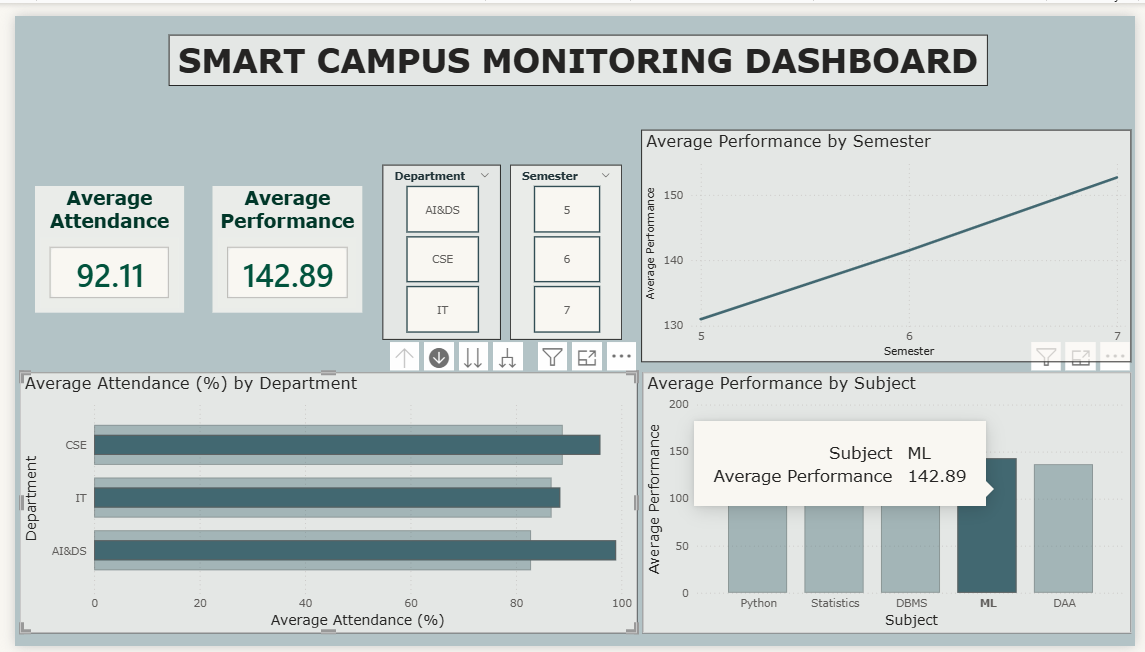 SMART CAMPUS MONITORING DASHBOARD
Average
Attendance
92.11
Average
Performance
142.89
Department
AI&DS
CSE
IT
Semester
5
6
7
Average Performance by Semester
Average Performance
150
140
130
5
6
7
Semester
Average Attendance (%) by Department
Department
CSE
IT
AI&DS
0
20
40
60
80
100
Average Attendance (%)
Average Performance by Subject
Average Performance
200
150
100
50
0
Subject ML
Average Performance 142.89
Python
Statistics
DBMS
ML
DAA
Subject